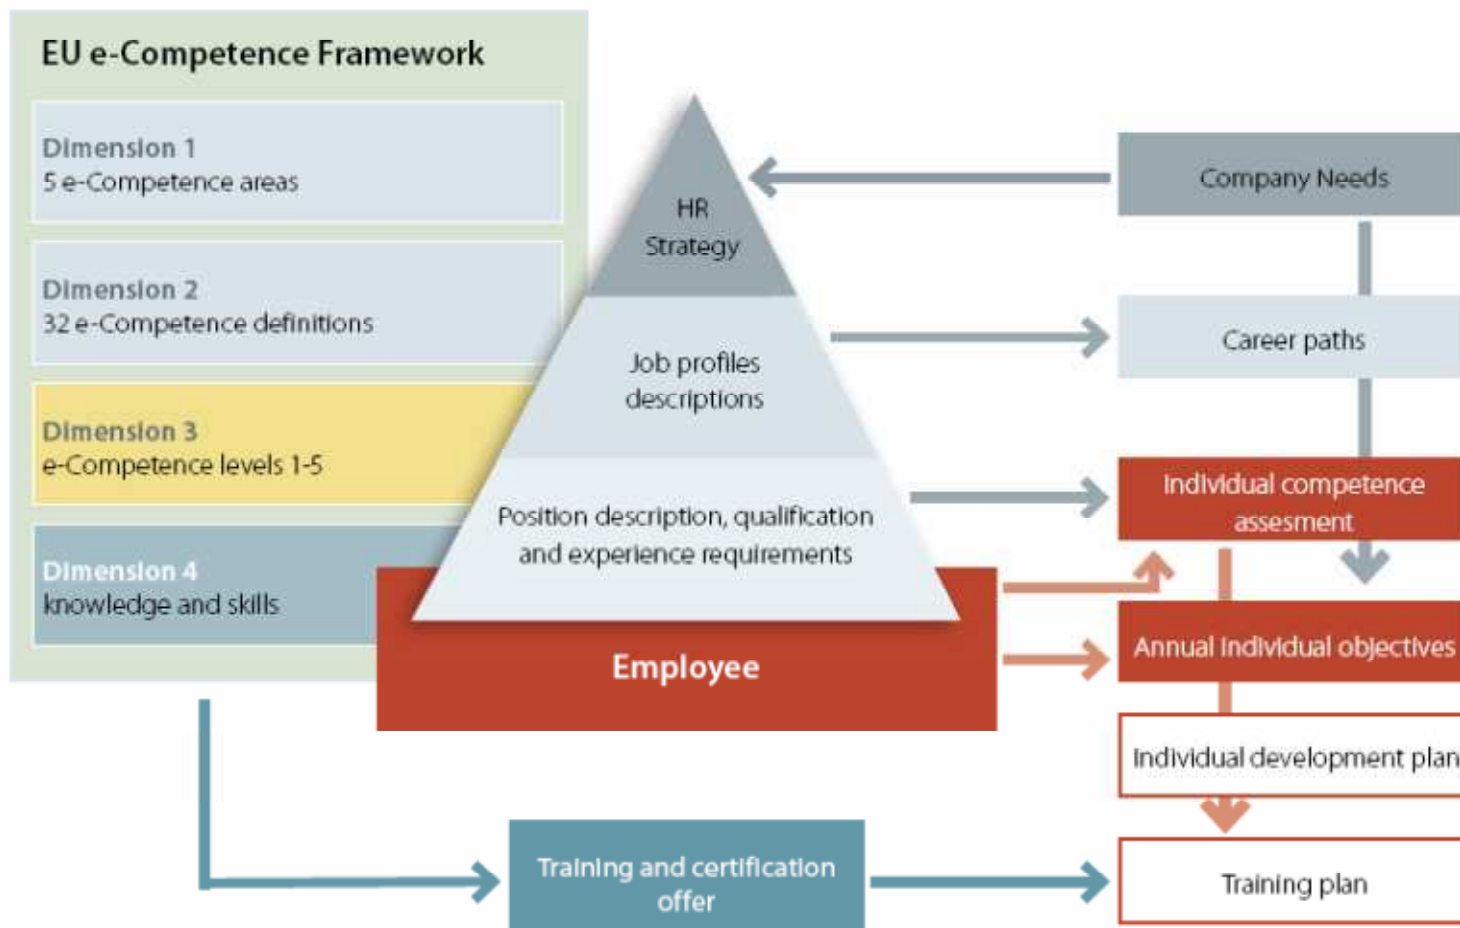 EU e-Competence Framework
Dimension 1
5 e-Competence areas
Dimension 2
32 e-Competence definitions
Dimension 3
e-Competence levels 1-5
Dimension 4
knowledge and skills
HR
Strategy
Job profiles
descriptions
Position description, qualification
and experience requirements
Employee
Company Needs
Career paths
Individual competence
assesment
Annual individual objectives
Individual development plan
Training and certification
offer
Training plan